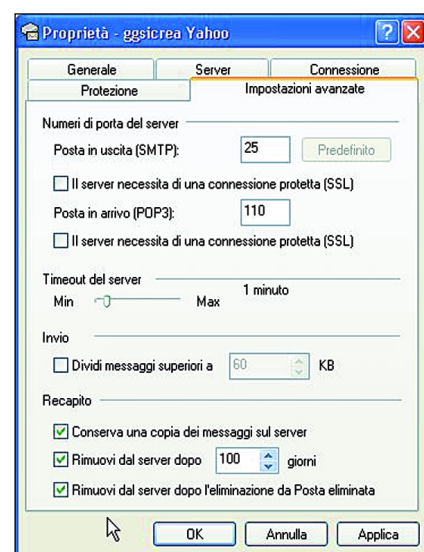 Proprietà - ggsicrea Yahoo
Generale Server Connessione
Protezione Impostazioni avanzate
Numeri di porta del server
Posta in uscita (SMTP): 25 Predefinito
Il server necessita di una connessione protetta (SSL)
Posta in arrivo (POP3): 110
Il server necessita di una connessione protetta (SSL)
Timeout del server
Min Max 1 minuto
Invio
Dividi messaggi superiori a 60 KB
Recapito
Conserva una copia dei messaggi sul server
Rimuovi dal server dopo 100 giorni
Rimuovi dal server dopo l'eliminazione da Posta eliminata
OK Annulla Applica